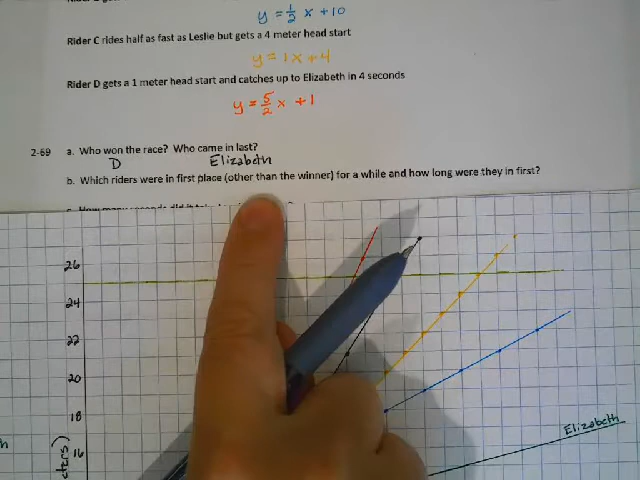 y = 1/2 x + 10
Rider C rides half as fast as Leslie but gets a 4 meter head start
y = 1x + 4
Rider D gets a 1 meter head start and catches up to Elizabeth in 4 seconds
y = 5/2 x + 1
2-69 a. Who won the race? Who came in last?
D Elizabeth
b. Which riders were in first place (other than the winner) for a while and how long were they in first?
26
24
22
20
18
Elizabeth
16